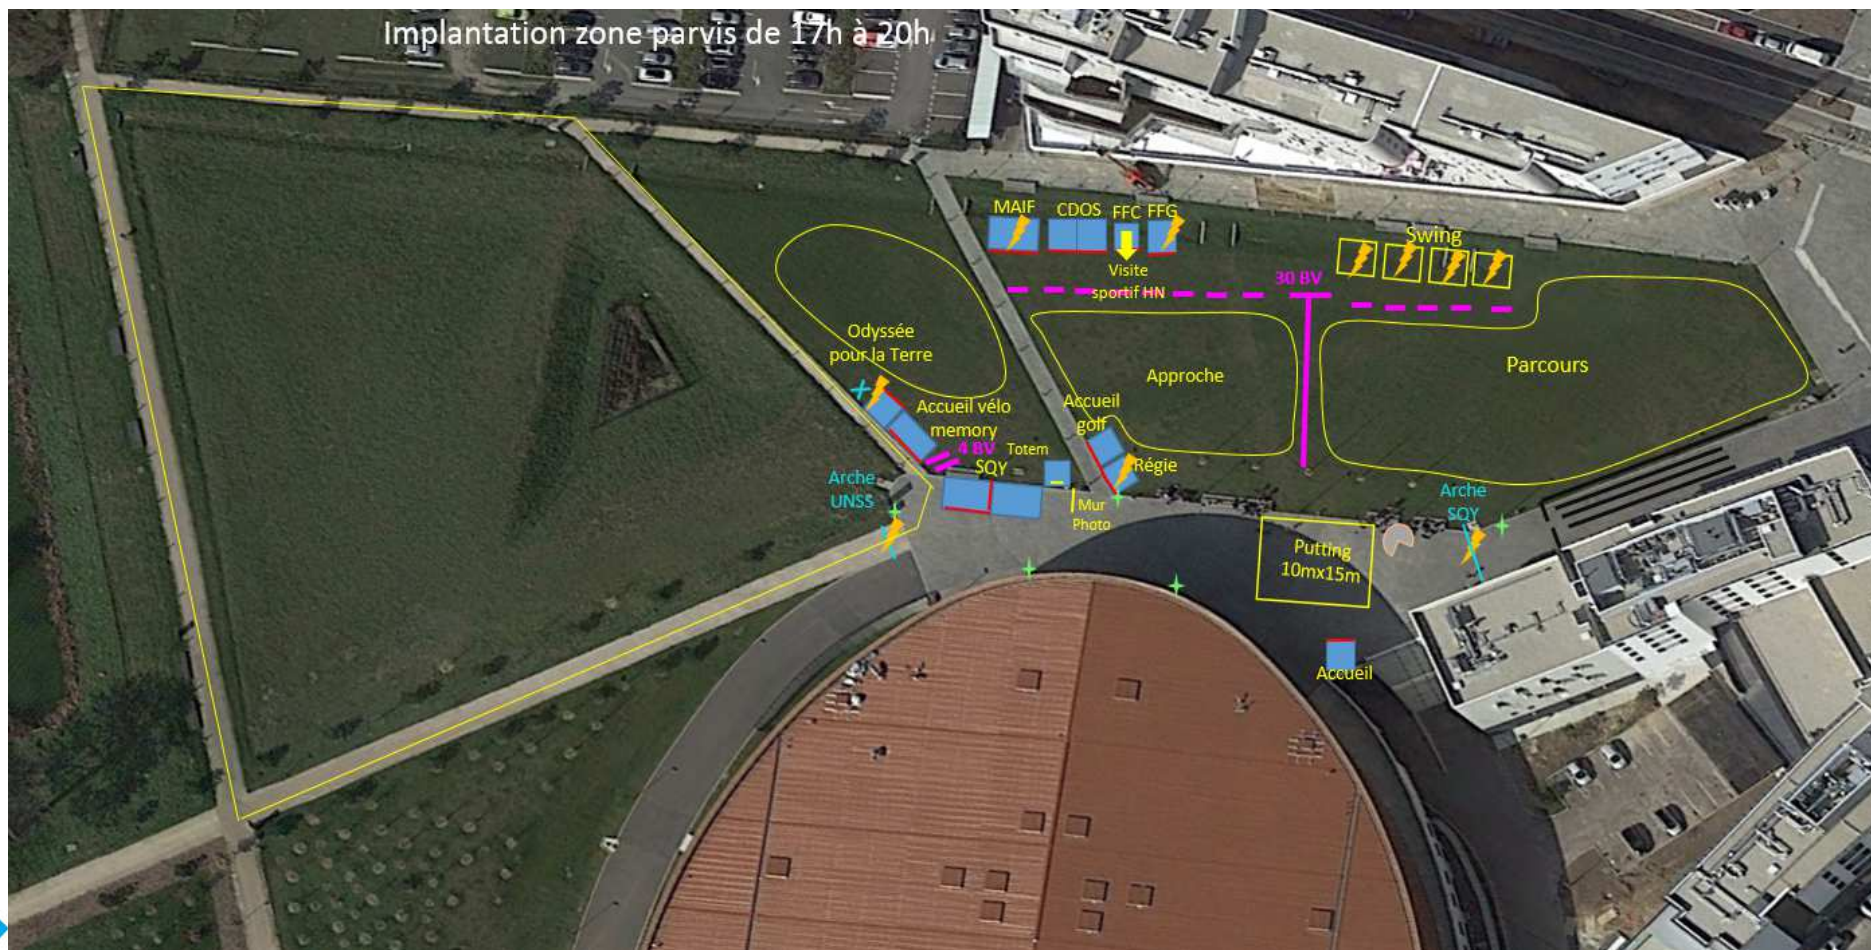 Implantation zone parvis de 17h à 20h
MAIF
CDOS
FFC
FFG
Swing
Visite
sportif HN
30 BV
Odyssée
pour la Terre
Approche
Parcours
Accueil vélo
memory
Accueil
golf
4 BV
Totem
SQY
Régie
Arche
UNSS
Mur
Photo
Arche
SQY
Putting
10mx15m
Accueil